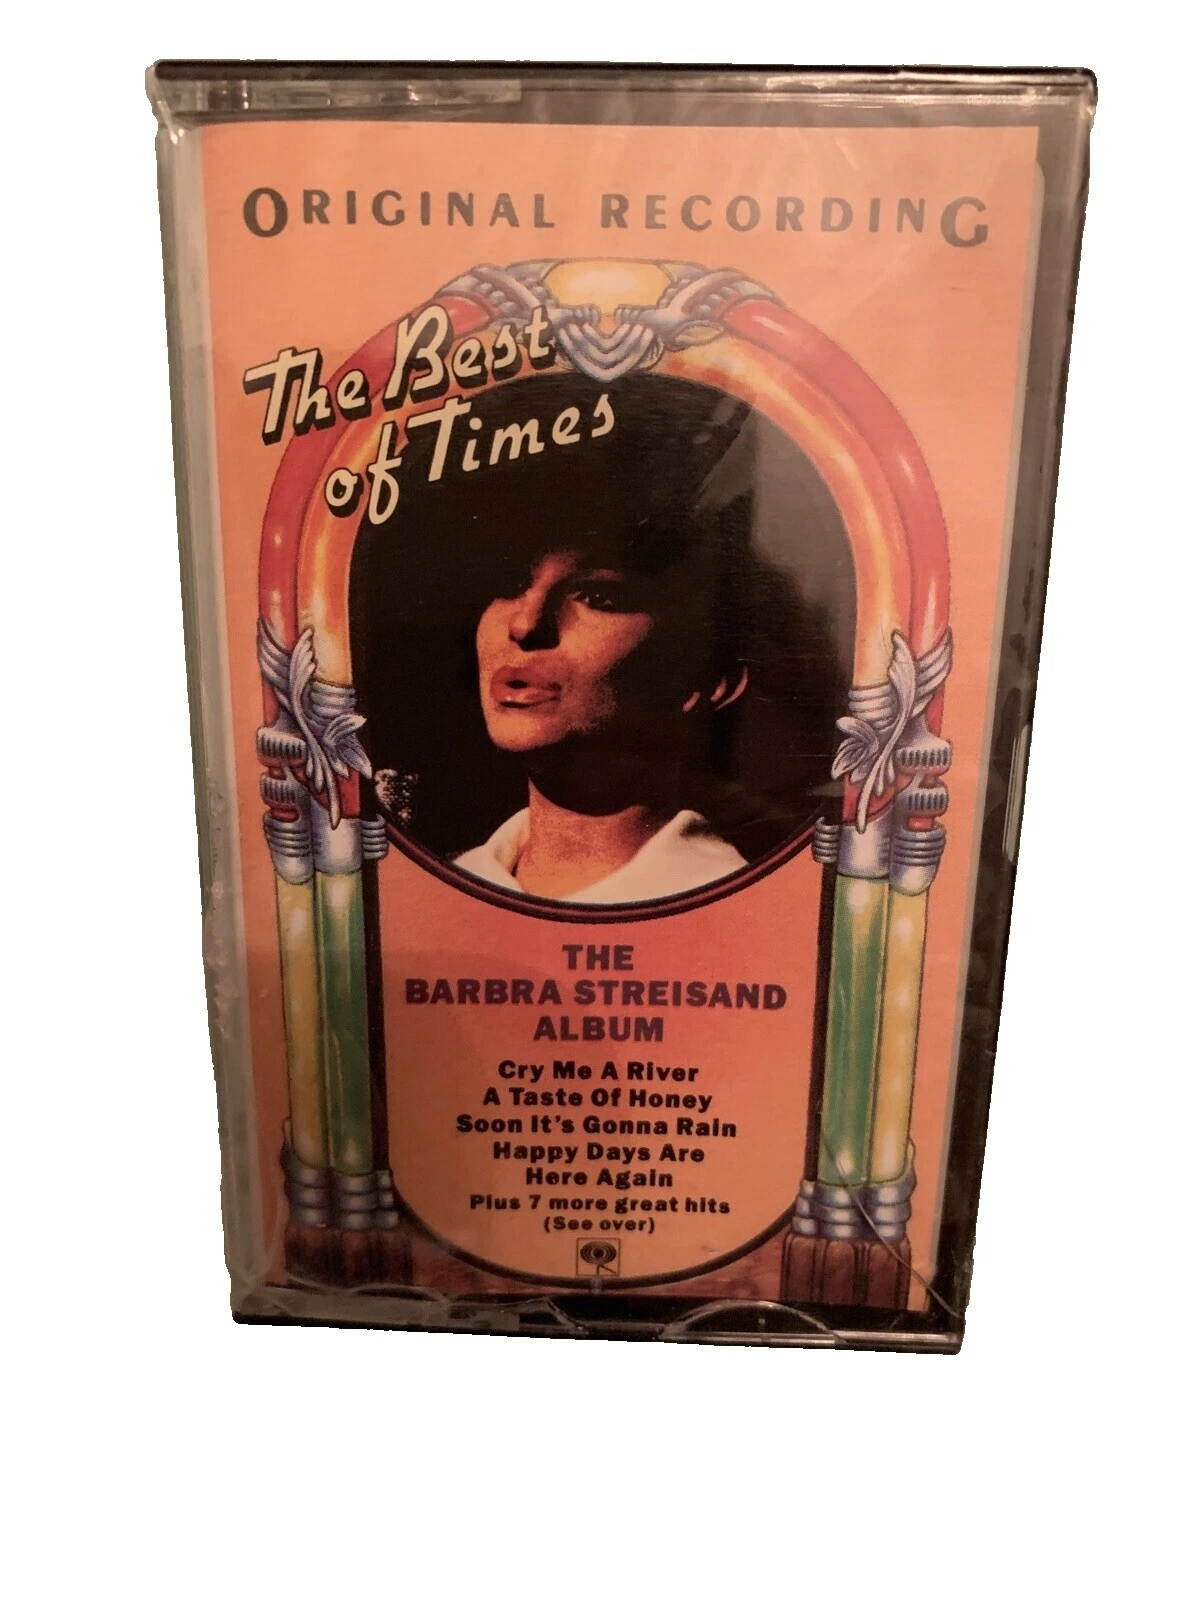 ORIGINAL RECORDING
The Best
of Times
THE
BARBRA STREISAND
ALBUM
Cry Me A River
A Taste Of Honey
Soon It's Gonna Rain
Happy Days Are
Here Again
Plus 7 more great hits
(See over)